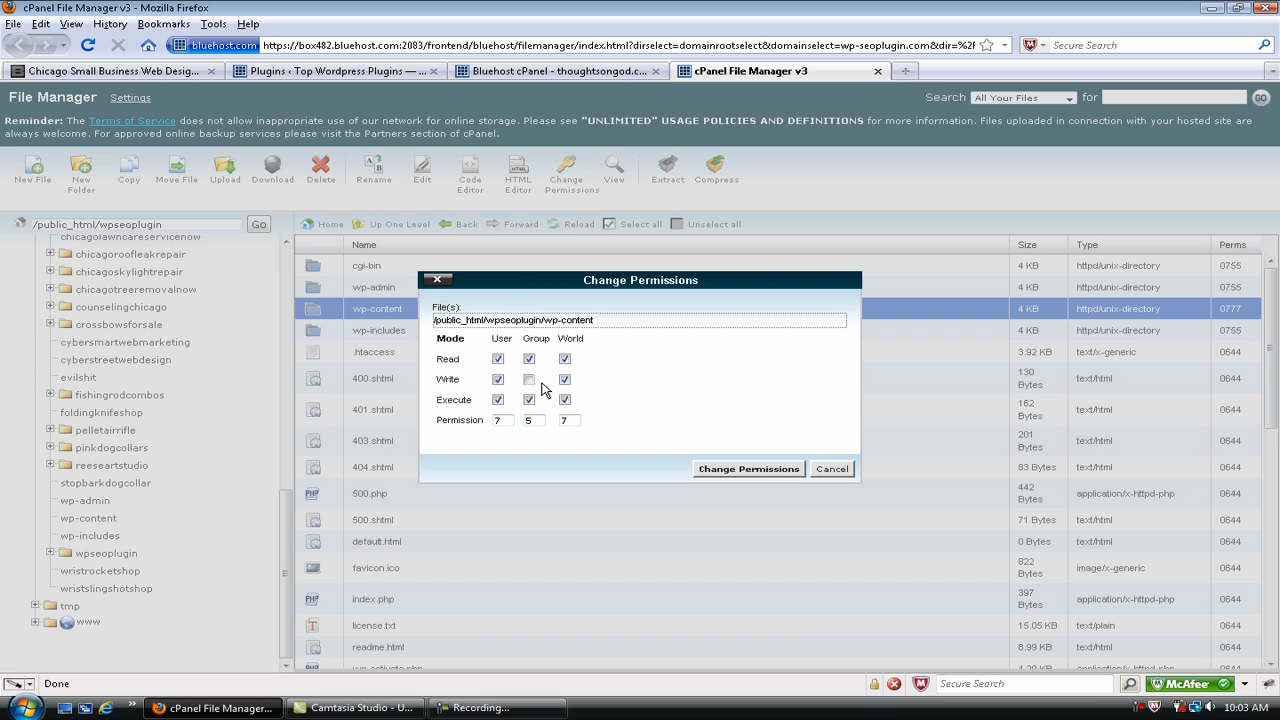 cPanel File Manager v3 - Mozilla Firefox
File Edit View History Bookmarks Tools Help
bluehost.com https://box482.bluehost.com:2083/frontend/bluehost/filemanager/index.html?dirselect=domainrootselect&domainselect=wp-seoplugin.com&dir=%2F Secure Search
Chicago Small Business Web Desig... Plugins ‹ Top Wordpress Plugins — ... Bluehost cPanel - thoughtsongod.c... cPanel File Manager v3
File Manager Settings Search All Your Files for GO
Reminder: The Terms of Service does not allow inappropriate use of our network for online storage. Please see "UNLIMITED" USAGE POLICIES AND DEFINITIONS for more information. Files uploaded in connection with your hosted site are
always welcome. For approved online backup services please visit the Partners section of cPanel.
New File New Folder Copy Move File Upload Download Delete Rename Edit Code Editor HTML Editor Change Permissions View Extract Compress
/public_html/wpseoplugin Go Home Up One Level Back Forward Reload Select all Unselect all
chicagolawncareservicenow
chicagoroofleakrepair
chicagoskylightrepair
chicagotreeremovalnow
counselingchicago
crossbowsforsale
cybersmartwebmarketing
cyberstreetwebdesign
evilshit
fishingrodcombos
foldingknifeshop
pelletairrifle
pinkdogcollars
reeseartstudio
stopbarkdogcollar
wp-admin
wp-content
wp-includes
wpseoplugin
wristrocketshop
wristslingshotshop
tmp
www
Name Size Type Perms
cgi-bin 4 KB httpd/unix-directory 0755
wp-admin 4 KB httpd/unix-directory 0755
wp-content 4 KB httpd/unix-directory 0777
wp-includes 4 KB httpd/unix-directory 0755
.htaccess 3.92 KB text/x-generic 0644
400.shtml 130 Bytes text/html 0644
401.shtml 162 Bytes text/html 0644
403.shtml 201 Bytes text/html 0644
404.shtml 83 Bytes text/html 0644
500.php 442 Bytes application/x-httpd-php 0644
500.shtml 71 Bytes text/html 0644
default.html 0 Bytes text/html 0644
favicon.ico 822 Bytes image/x-generic 0644
index.php 397 Bytes application/x-httpd-php 0644
license.txt 15.05 KB text/plain 0644
readme.html 8.99 KB text/html 0644
wp-activate.php 4.20 KB application/x-httpd-php 0644
Change Permissions
File(s):
/public_html/wpseoplugin/wp-content
Mode User Group World
Read
Write
Execute
Permission 7 5 7
Change Permissions Cancel
Done Secure Search McAfee
cPanel File Manager... Camtasia Studio - U... Recording... 10:03 AM